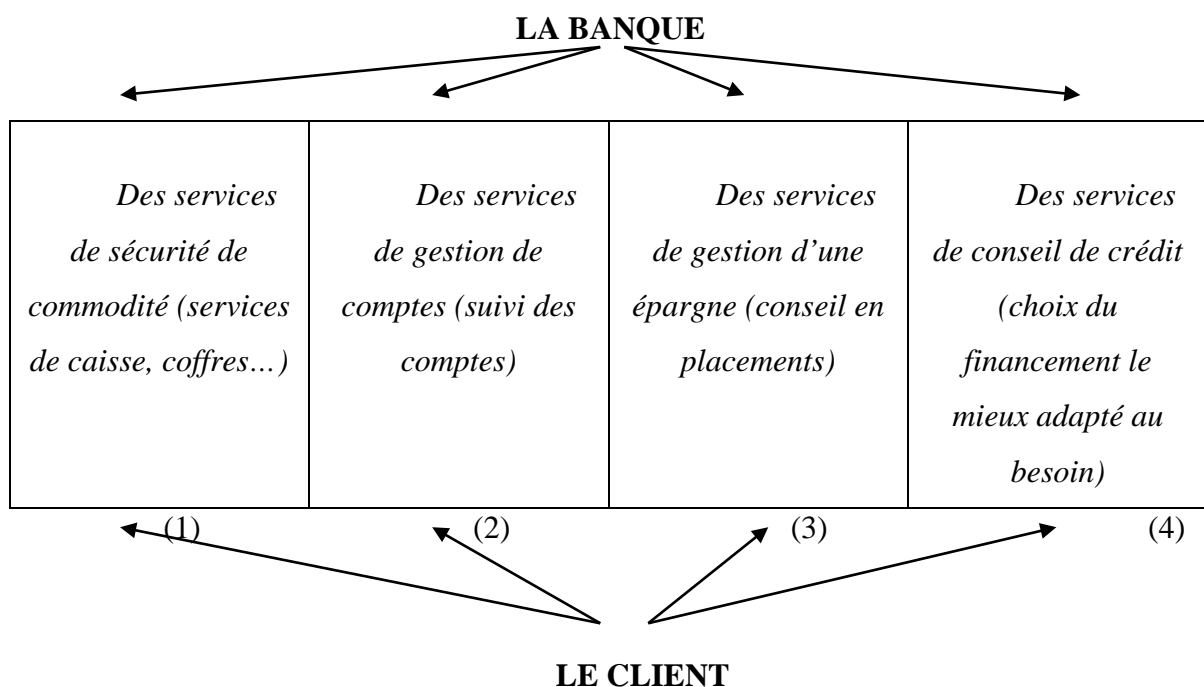 LA BANQUE
Des services
de sécurité de
commodité (services
de caisse, coffres…)
Des services
de gestion de
comptes (suivi des
comptes)
Des services
de gestion d’une
épargne (conseil en
placements)
Des services
de conseil de crédit
(choix du
financement le
mieux adapté au
besoin)
(1)
(2)
(3)
(4)
LE CLIENT